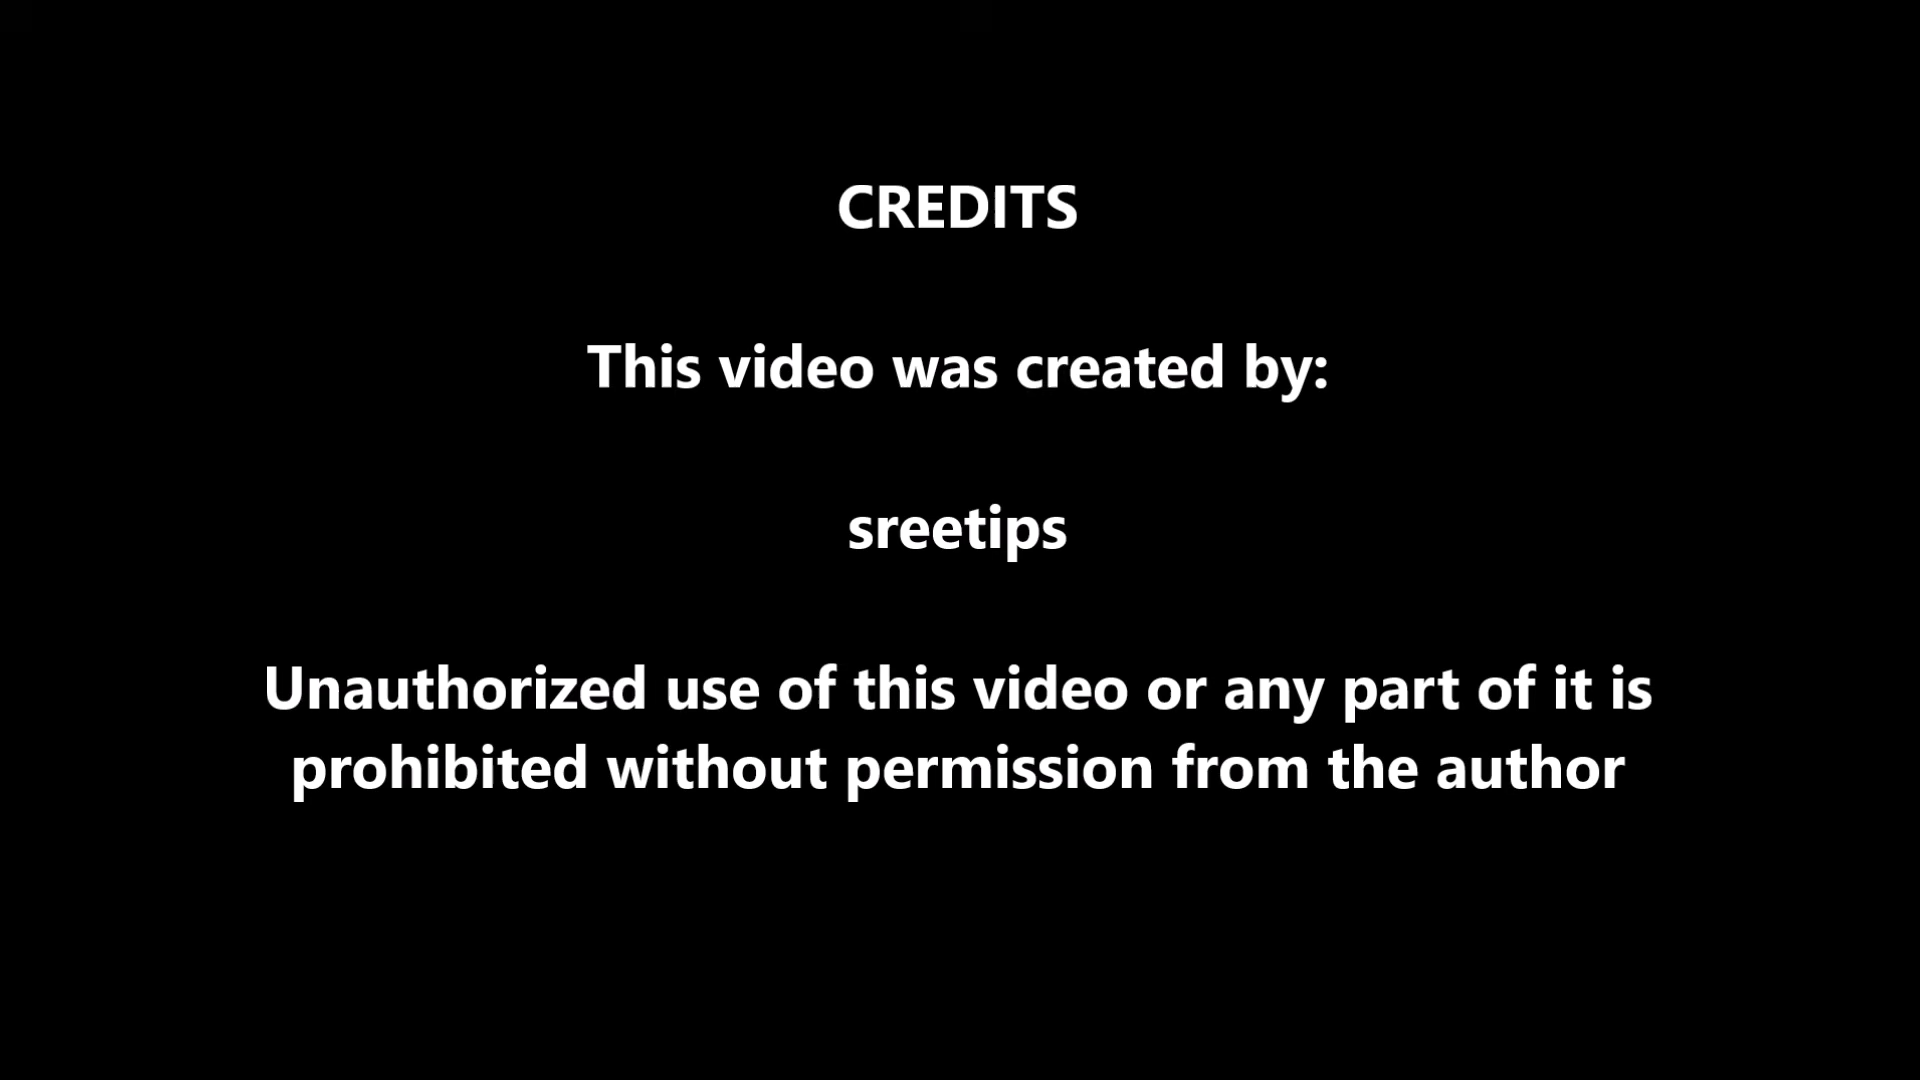 CREDITS
This video was created by:
sreetips
Unauthorized use of this video or any part of it is
prohibited without permission from the author